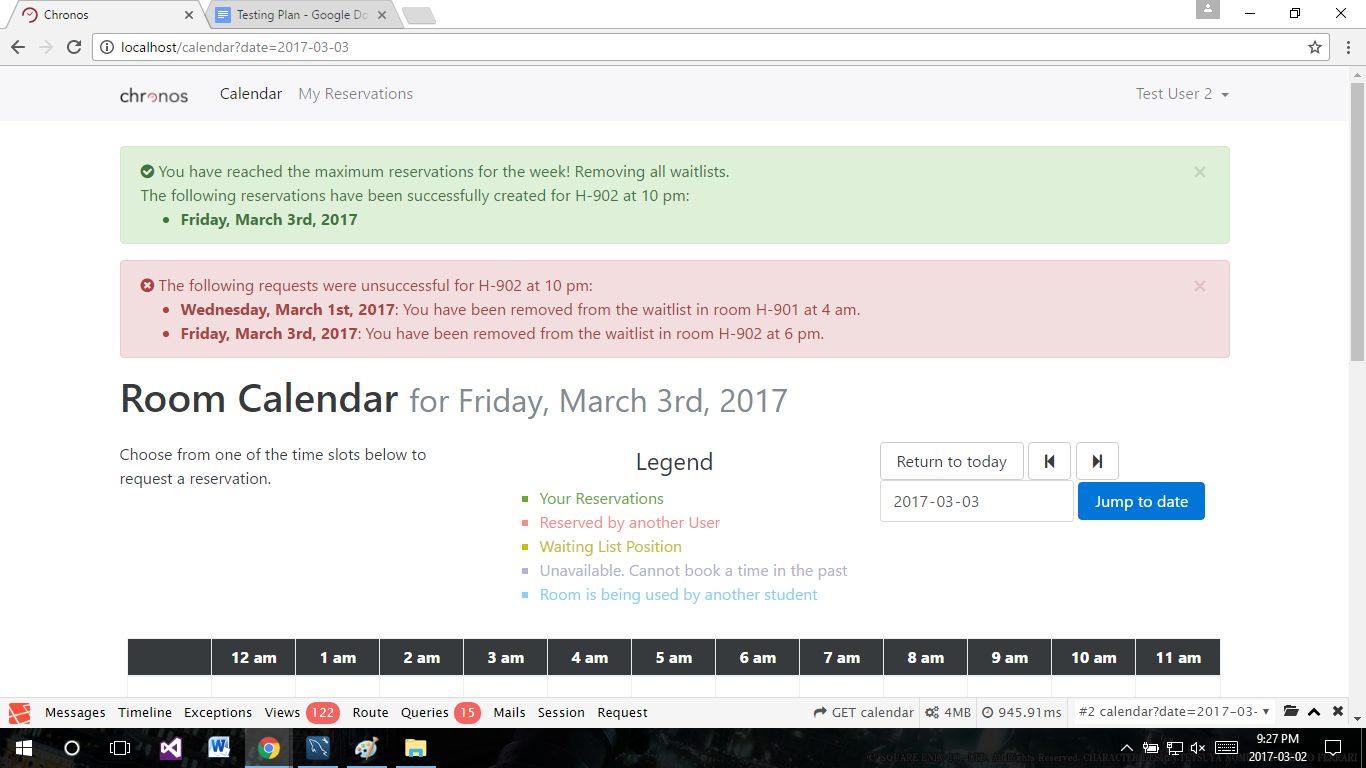 Chronos
Testing Plan - Google Do
localhost/calendar?date=2017-03-03
chronos
Calendar
My Reservations
Test User 2
You have reached the maximum reservations for the week! Removing all waitlists.
The following reservations have been successfully created for H-902 at 10 pm:
Friday, March 3rd, 2017
The following requests were unsuccessful for H-902 at 10 pm:
Wednesday, March 1st, 2017: You have been removed from the waitlist in room H-901 at 4 am.
Friday, March 3rd, 2017: You have been removed from the waitlist in room H-902 at 6 pm.
Room Calendar for Friday, March 3rd, 2017
Choose from one of the time slots below to
request a reservation.
Legend
Your Reservations
Reserved by another User
Waiting List Position
Unavailable. Cannot book a time in the past
Room is being used by another student
Return to today
2017-03-03
Jump to date
12 am 1 am 2 am 3 am 4 am 5 am 6 am 7 am 8 am 9 am 10 am 11 am
Messages Timeline Exceptions Views 122 Route Queries 15 Mails Session Request GET calendar 4MB 945.91ms #2 calendar?date=2017-03-
9:27 PM
2017-03-02